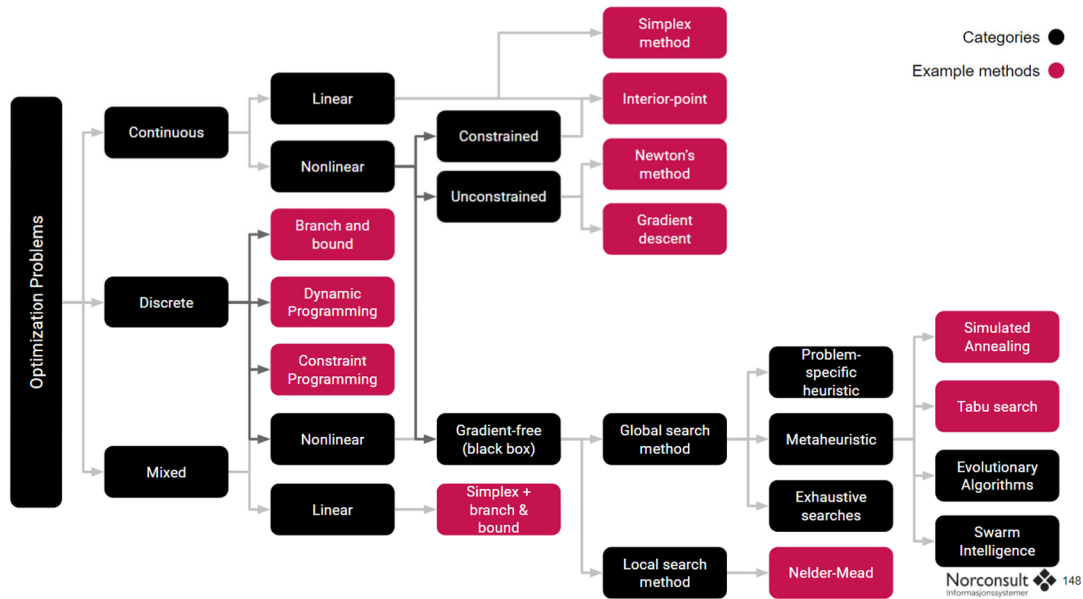 Simplex
method
Categories
Example methods
Linear
Interior-point
Continuous
Constrained
Nonlinear
Newton's
method
Unconstrained
Gradient
descent
Optimization Problems
Branch and
bound
Discrete
Dynamic
Programming
Constraint
Programming
Simulated
Annealing
Problem-
specific
heuristic
Tabu search
Nonlinear
Gradient-free
(black box)
Global search
method
Metaheuristic
Mixed
Evolutionary
Algorithms
Linear
Simplex +
branch &
bound
Exhaustive
searches
Swarm
Intelligence
Local search
method
Nelder-Mead
Norconsult
Informasjonssystemer
148